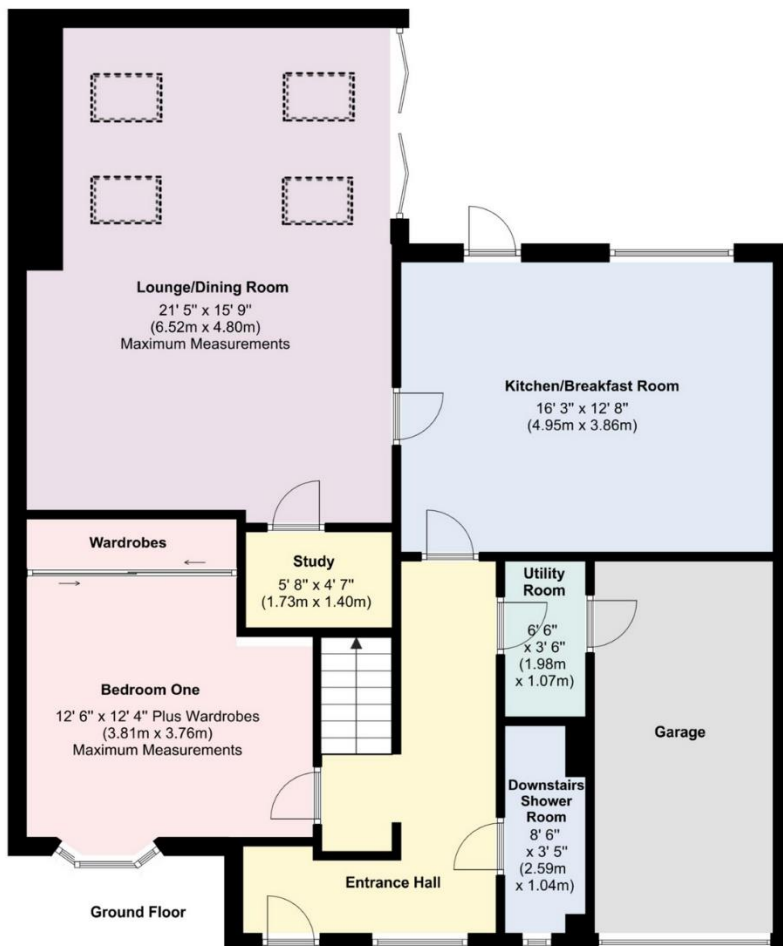 Lounge/Dining Room
21' 5" x 15' 9"
(6.52m x 4.80m)
Maximum Measurements
Kitchen/Breakfast Room
16' 3" x 12' 8"
(4.95m x 3.86m)
Wardrobes
Study
5' 8" x 4' 7"
(1.73m x 1.40m)
Utility
Room
6' 6"
x 3' 6"
(1.98m
x 1.07m)
Bedroom One
12' 6" x 12' 4" Plus Wardrobes
(3.81m x 3.76m)
Maximum Measurements
Garage
Downstairs
Shower
Room
8' 6"
x 3' 5"
(2.59m
x 1.04m)
Entrance Hall
Ground Floor